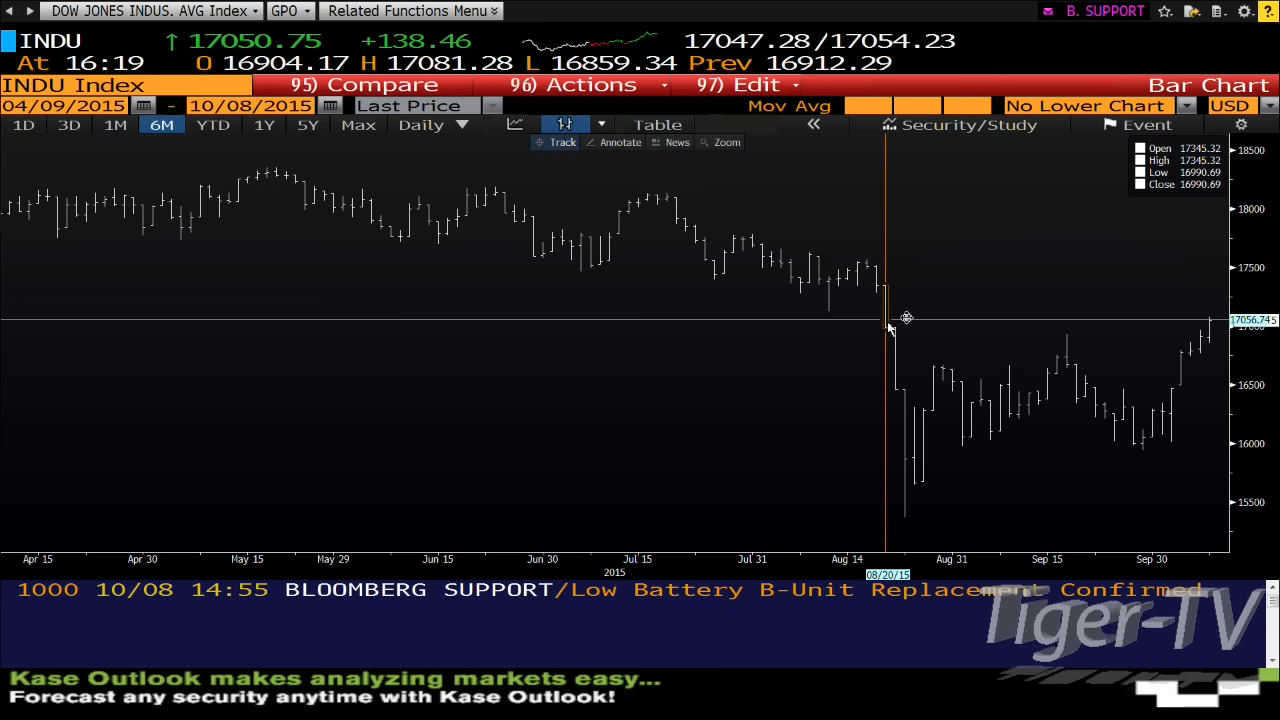 DOW JONES INDUS. AVG Index GPO Related Functions Menu B. SUPPORT
INDU ↑ 17050.75 +138.46 17047.28/17054.23
At 16:19 O 16904.17 H 17081.28 L 16859.34 Prev 16912.29
INDU Index 95) Compare 96) Actions 97) Edit Bar Chart
04/09/2015 - 10/08/2015 Last Price Mov Avg No Lower Chart USD
1D 3D 1M 6M YTD 1Y 5Y Max Daily ▼ Table « Security/Study Event
Track Annotate News Zoom
Open 17345.32
High 17345.32
Low 16990.69
Close 16990.69
18500
18000
17500
17056.74
16500
16000
15500
Apr 15 Apr 30 May 15 May 29 Jun 15 Jun 30 Jul 15 Jul 31 Aug 14 Aug 31 Sep 15 Sep 30
2015
08/20/15
1000 10/08 14:55 BLOOMBERG SUPPORT/Low Battery B-Unit Replacement Confirmed
Tiger-TV
Kase Outlook makes analyzing markets easy...
Forecast any security anytime with Kase Outlook!